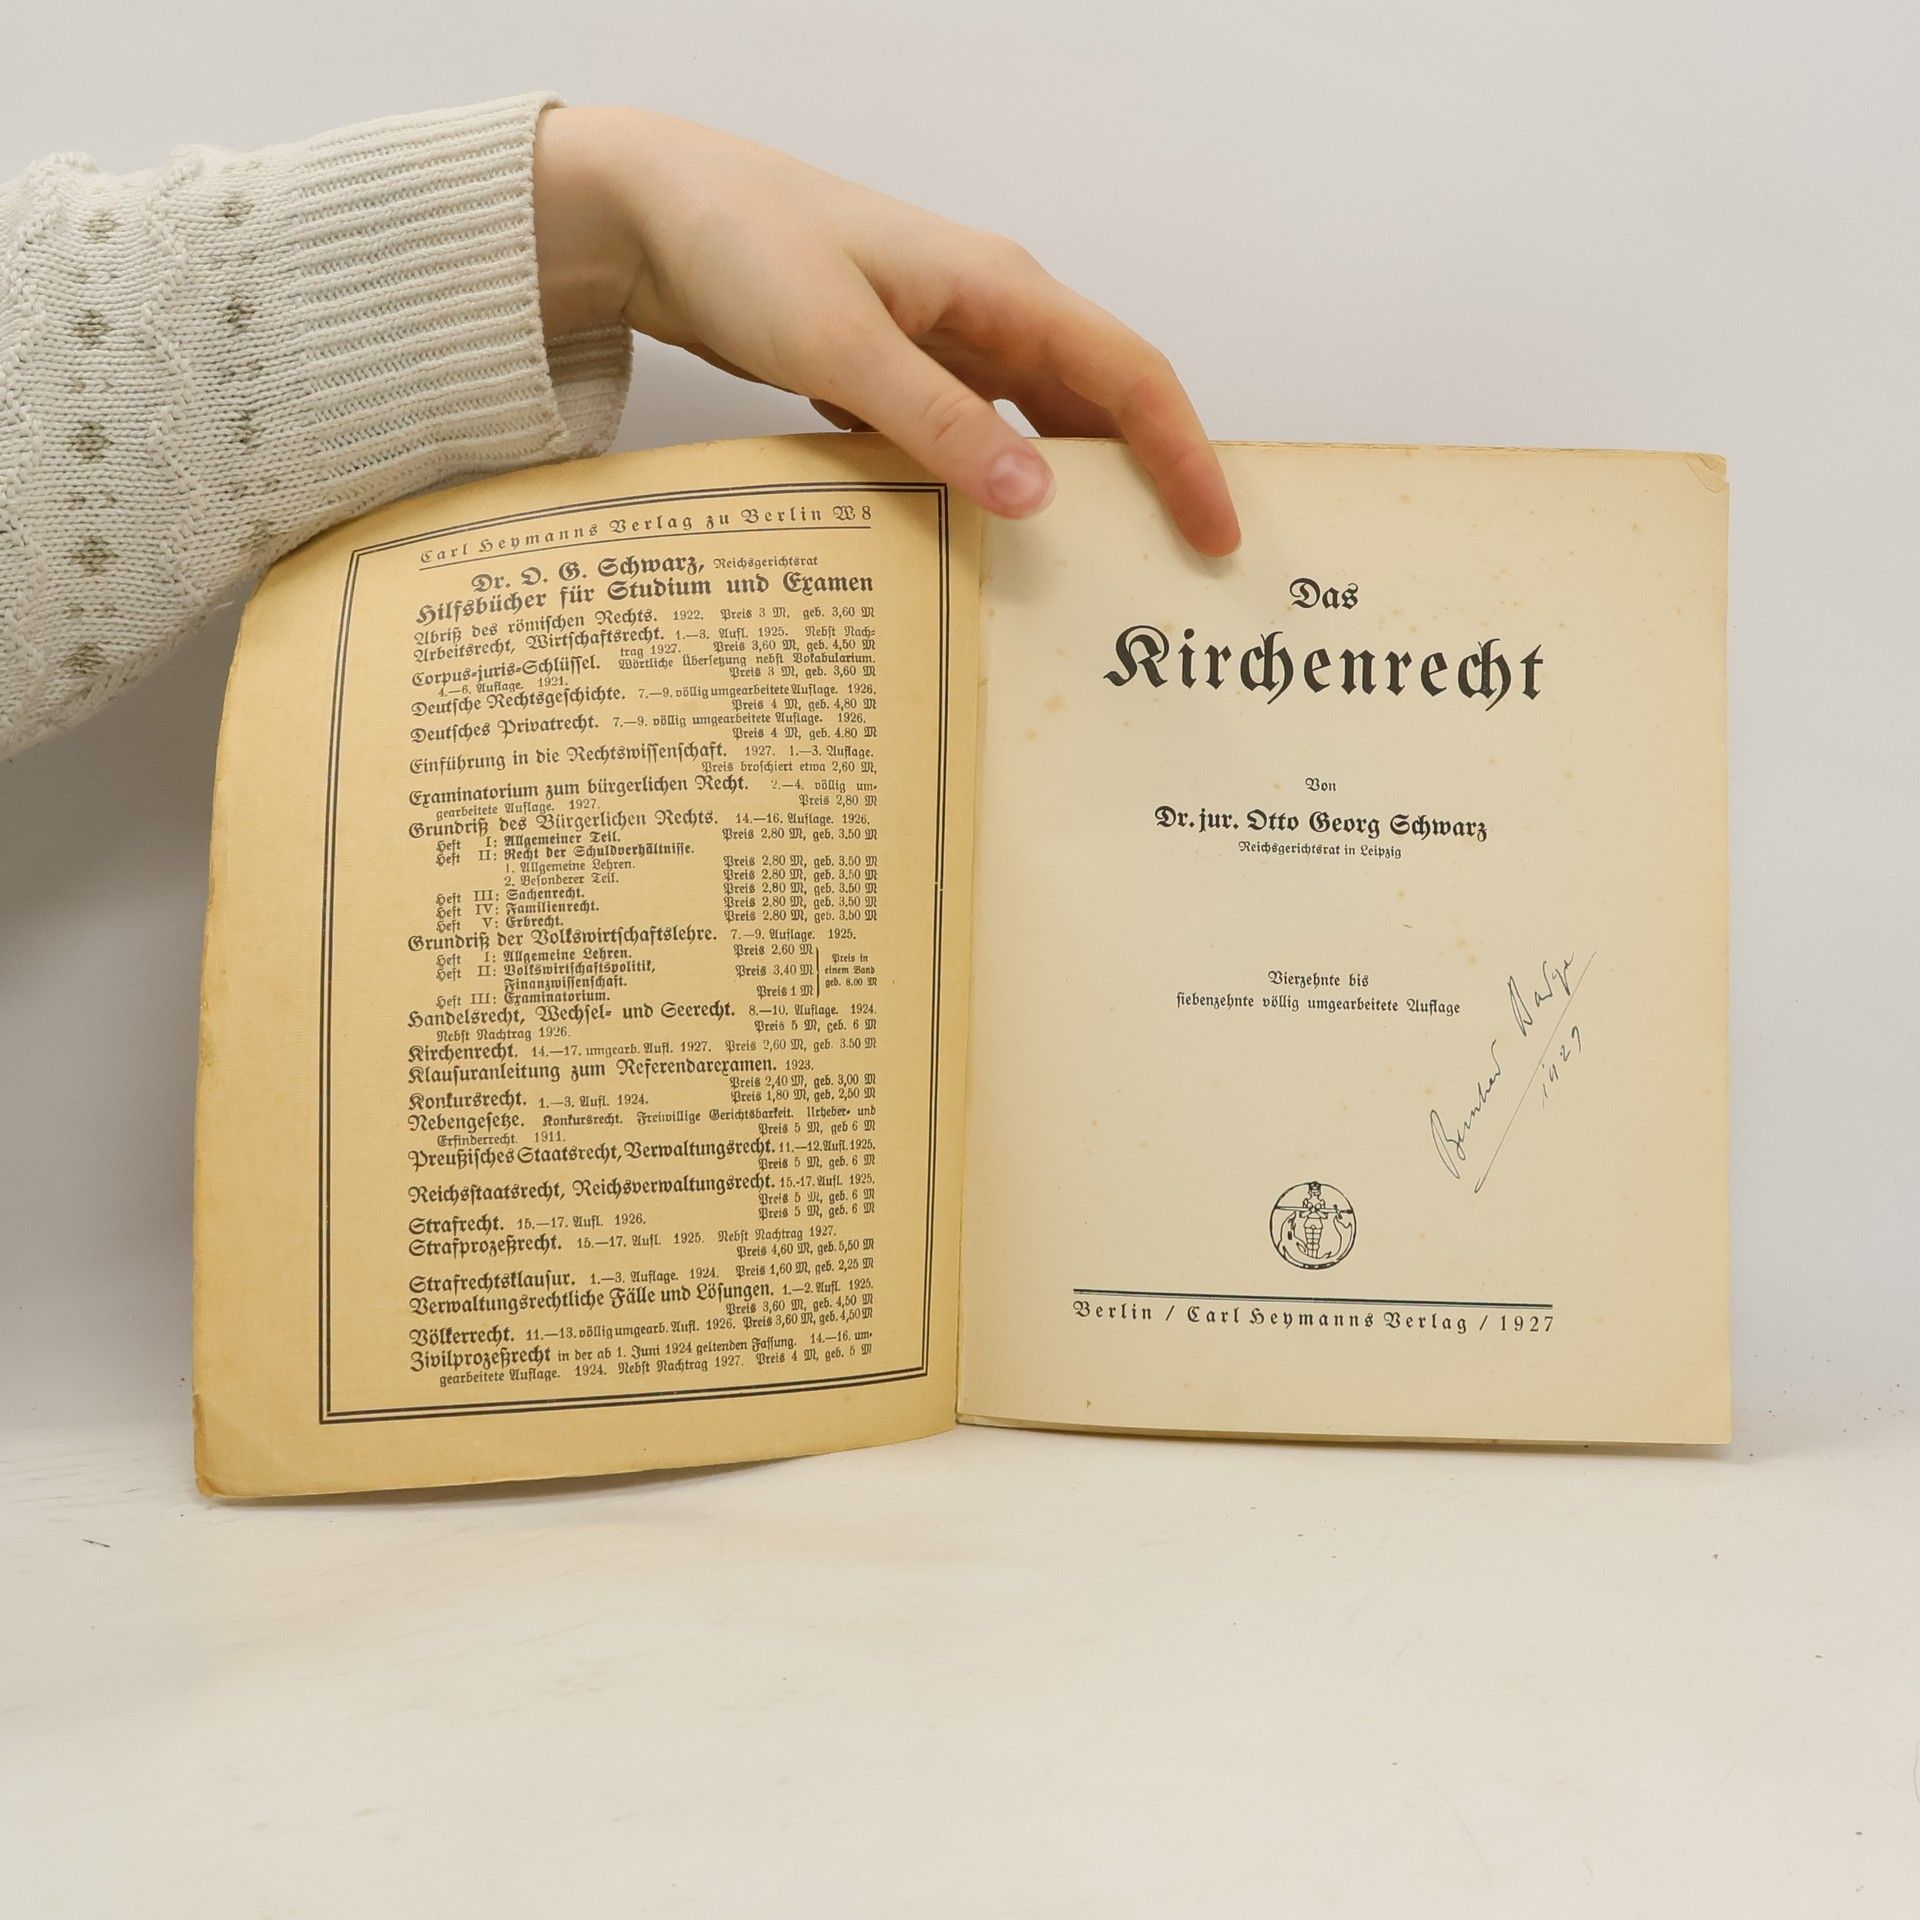 Carl Heymanns Verlag zu Berlin W 8
Dr. O. G. Schwarz, Reichsgerichtsrat
Hilfsbücher für Studium und Examen
Abriß des römischen Rechts. 1922. Preis 3 M, geb. 3,60 M
Arbeitsrecht, Wirtschaftsrecht. 1.—3. Aufl. 1925. Nebst Nach-
trag 1927. Preis 3,60 M, geb. 4,50 M
Corpus-juris-Schlüssel. Wörtliche Übersetzung nebst Vokabularium.
4.—6. Auflage. 1921. Preis 3 M, geb. 3,60 M
Deutsche Rechtsgeschichte. 7.—9. völlig umgearbeitete Auflage. 1926.
Preis 4 M, geb. 4,80 M
Deutsches Privatrecht. 7.—9. völlig umgearbeitete Auflage. 1926.
Preis 4 M, geb. 4.80 M
Einführung in die Rechtswissenschaft. 1927. 1.—3. Auflage.
Preis broschiert etwa 2,60 M,
Examinatorium zum bürgerlichen Recht. 2.—4. völlig um-
gearbeitete Auflage. 1927. Preis 2,80 M
Grundriß des Bürgerlichen Rechts. 14.—16. Auflage. 1926.
Heft I: Allgemeiner Teil. Preis 2.80 M, geb. 3.50 M
Heft II: Recht der Schuldverhältnisse.
1. Allgemeine Lehren. Preis 2.80 M, geb. 3.50 M
2. Besonderer Teil. Preis 2.80 M, geb. 3.50 M
Heft III: Sachenrecht. Preis 2.80 M, geb. 3.50 M
Heft IV: Familienrecht. Preis 2.80 M, geb. 3.50 M
Heft V: Erbrecht. Preis 2.80 M, geb. 3.50 M
Grundriß der Volkswirtschaftslehre. 7.—9. Auflage. 1925.
Heft I: Allgemeine Lehren. Preis 2.60 M
Heft II: Volkswirtschaftspolitik, Preis 3,40 M
Finanzwissenschaft.
Heft III: Examinatorium. Preis 1 M
Preis in
einem Band
geb. 8.00 M
Handelsrecht, Wechsel- und Seerecht. 8.—10. Auflage. 1924.
Nebst Nachtrag 1926. Preis 5 M, geb. 6 M
Kirchenrecht. 14.—17. umgearb. Aufl. 1927. Preis 2,60 M, geb. 3.50 M
Klausuranleitung zum Referendarexamen. 1923.
Preis 2,40 M, geb. 3,00 M
Konkursrecht. 1.—3. Aufl. 1924. Preis 1,80 M, geb. 2,50 M
Nebengesetze. Konkursrecht. Freiwillige Gerichtsbarkeit. Urheber- und
Erfinderrecht. 1911. Preis 5 M, geb 6 M
Preußisches Staatsrecht, Verwaltungsrecht. 11.—12. Aufl. 1925.
Preis 5 M, geb. 6 M
Reichsstaatsrecht, Reichsverwaltungsrecht. 15.-17. Aufl. 1925.
Preis 5 M, geb. 6 M
Strafrecht. 15.—17. Aufl. 1926. Preis 5 M, geb. 6 M
Strafprozeßrecht. 15.—17. Aufl. 1925. Nebst Nachtrag 1927.
Preis 4,60 M, geb. 5,50 M
Strafrechtsklausur. 1.—3. Auflage. 1924. Preis 1,60 M, geb. 2,25 M
Verwaltungsrechtliche Fälle und Lösungen. 1.—2. Aufl. 1925.
Preis 3,60 M, geb. 4,50 M
Völkerrecht. 11.—13. völlig umgearb. Aufl. 1926. Preis 3,60 M, geb. 4,50 M
Zivilprozeßrecht in der ab 1. Juni 1924 geltenden Fassung. 14.—16. um-
gearbeitete Auflage. 1924. Nebst Nachtrag 1927. Preis 4 M, geb. 5 M
Das
Kirchenrecht
Von
Dr. jur. Otto Georg Schwarz
Reichsgerichtsrat in Leipzig
Vierzehnte bis
siebenzehnte völlig umgearbeitete Auflage
1927
Berlin / Carl Heymanns Verlag / 1927